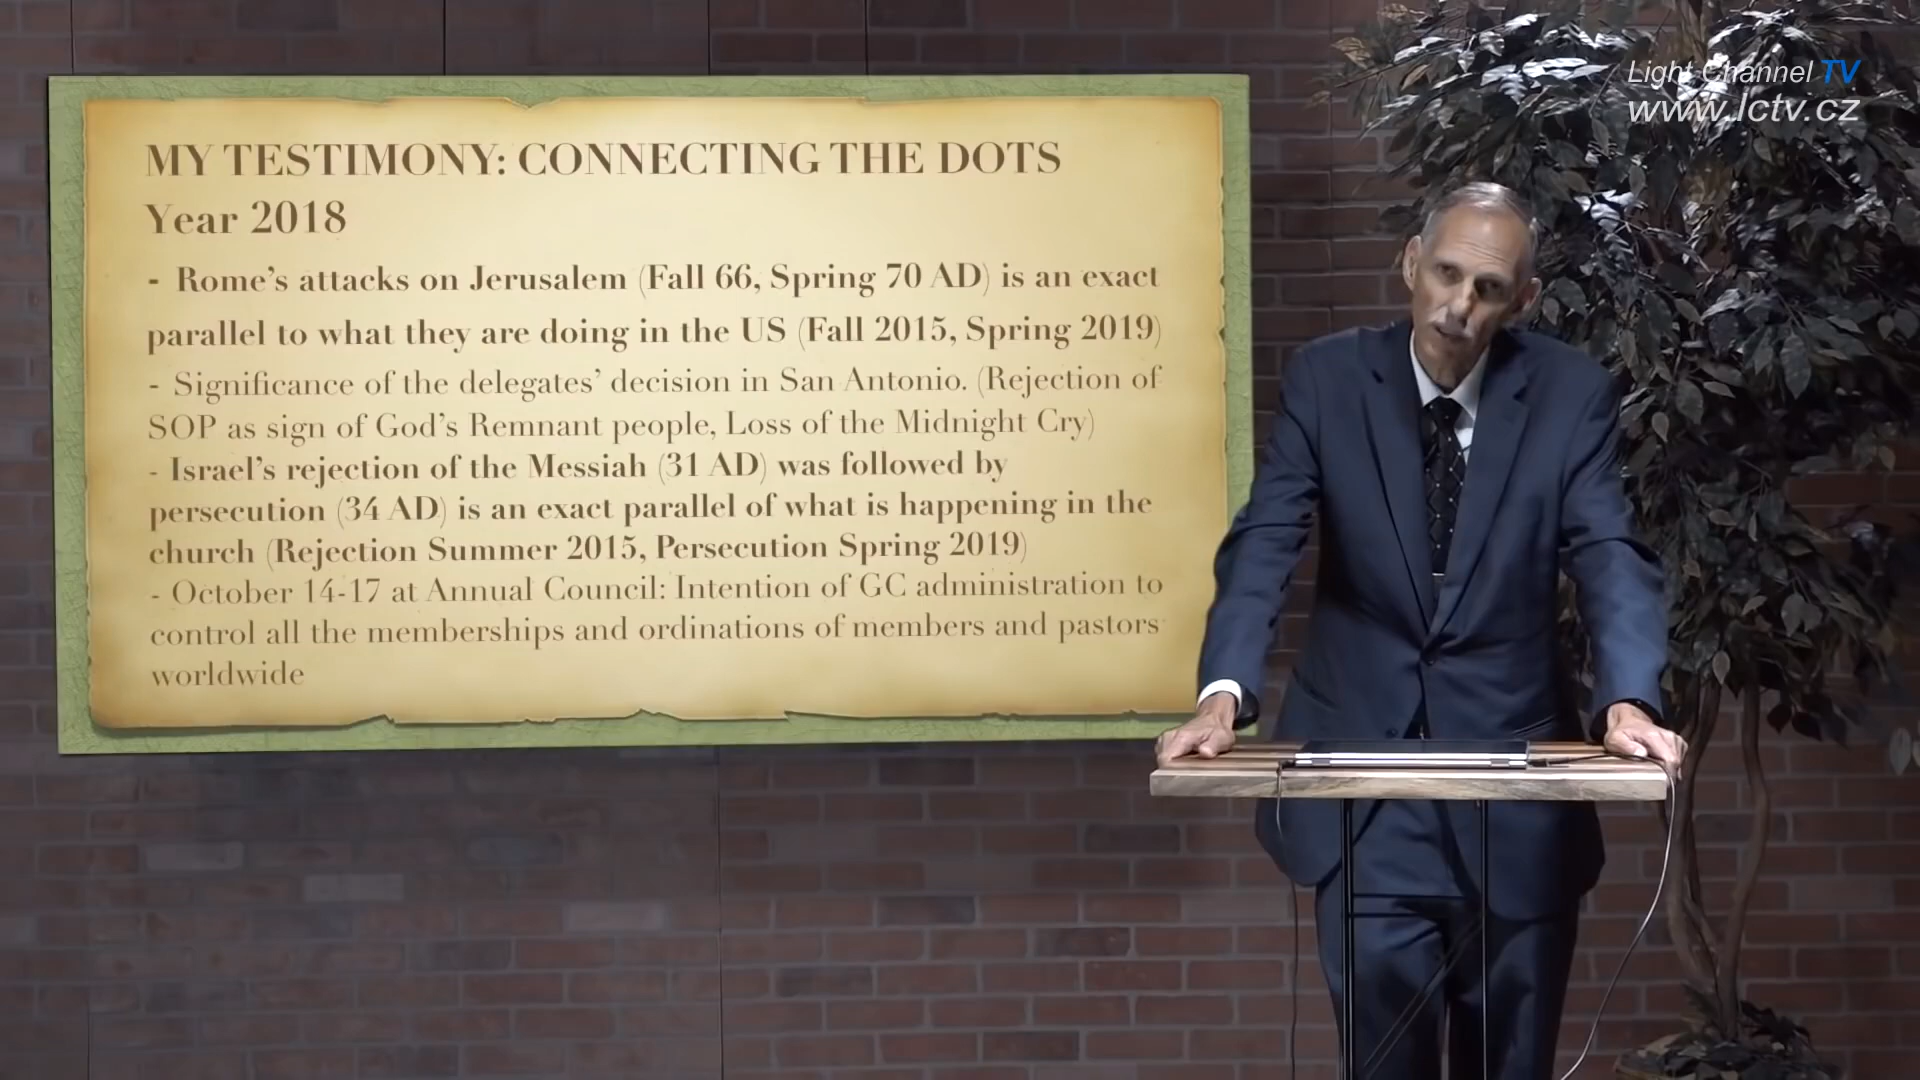 Light Channel TV
www.lctv.cz
MY TESTIMONY: CONNECTING THE DOTS
Year 2018
- Rome's attacks on Jerusalem (Fall 66, Spring 70 AD) is an exact
parallel to what they are doing in the US (Fall 2015, Spring 2019)
- Significance of the delegates' decision in San Antonio. (Rejection of
SOP as sign of God's Remnant people, Loss of the Midnight Cry)
- Israel's rejection of the Messiah (31 AD) was followed by
persecution (34 AD) is an exact parallel of what is happening in the
church (Rejection Summer 2015, Persecution Spring 2019)
- October 14-17 at Annual Council: Intention of GC administration to
control all the memberships and ordinations of members and pastors
worldwide